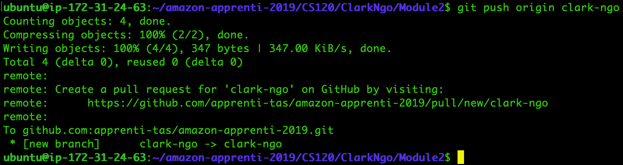 ubuntu@ip-172-31-24-63:~/amazon-apprenti-2019/CS120/ClarkNgo/Module2$ git push origin clark-ngo
Counting objects: 4, done.
Compressing objects: 100% (2/2), done.
Writing objects: 100% (4/4), 347 bytes | 347.00 KiB/s, done.
Total 4 (delta 0), reused 0 (delta 0)
remote:
remote: Create a pull request for 'clark-ngo' on GitHub by visiting:
remote:      https://github.com/apprenti-tas/amazon-apprenti-2019/pull/new/clark-ngo
remote:
To github.com:apprenti-tas/amazon-apprenti-2019.git
 * [new branch]      clark-ngo -> clark-ngo
ubuntu@ip-172-31-24-63:~/amazon-apprenti-2019/CS120/ClarkNgo/Module2$